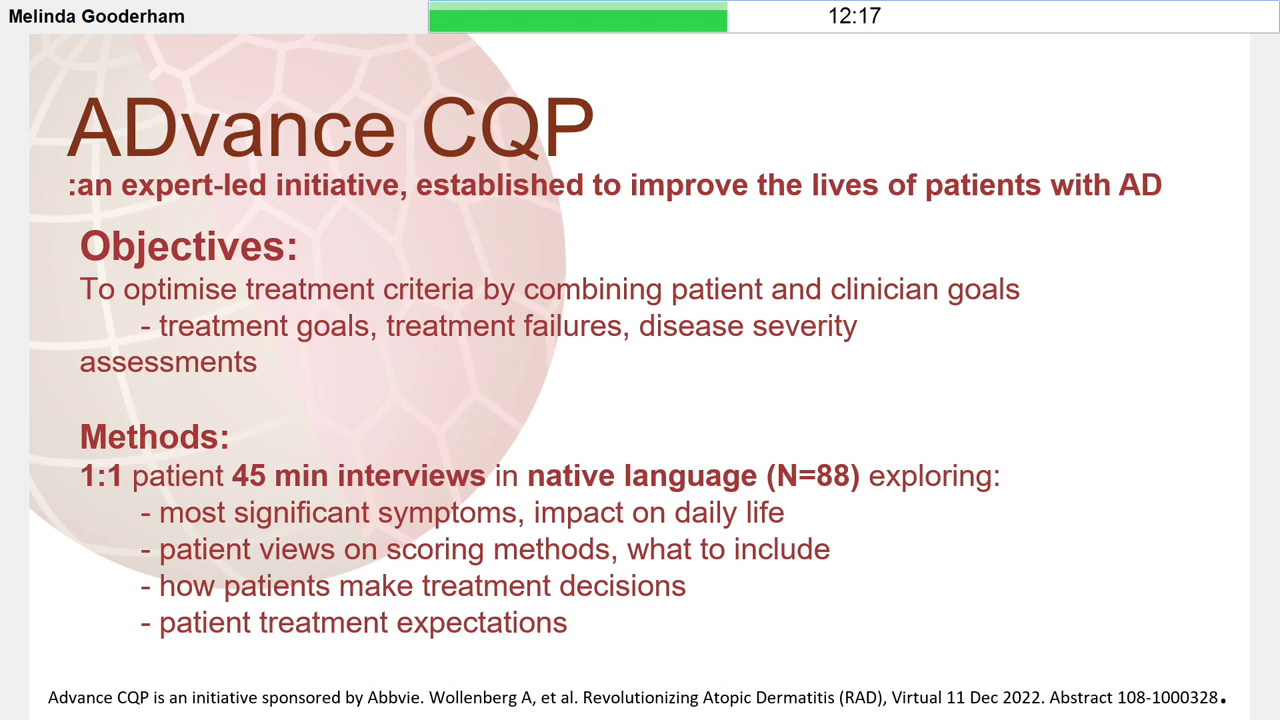 Melinda Gooderham
12:17
ADvance CQP
:an expert-led initiative, established to improve the lives of patients with AD
Objectives:
To optimise treatment criteria by combining patient and clinician goals
- treatment goals, treatment failures, disease severity
assessments
Methods:
1:1 patient 45 min interviews in native language (N=88) exploring:
- most significant symptoms, impact on daily life
- patient views on scoring methods, what to include
- how patients make treatment decisions
- patient treatment expectations
Advance CQP is an initiative sponsored by Abbvie. Wollenberg A, et al. Revolutionizing Atopic Dermatitis (RAD), Virtual 11 Dec 2022. Abstract 108-1000328.